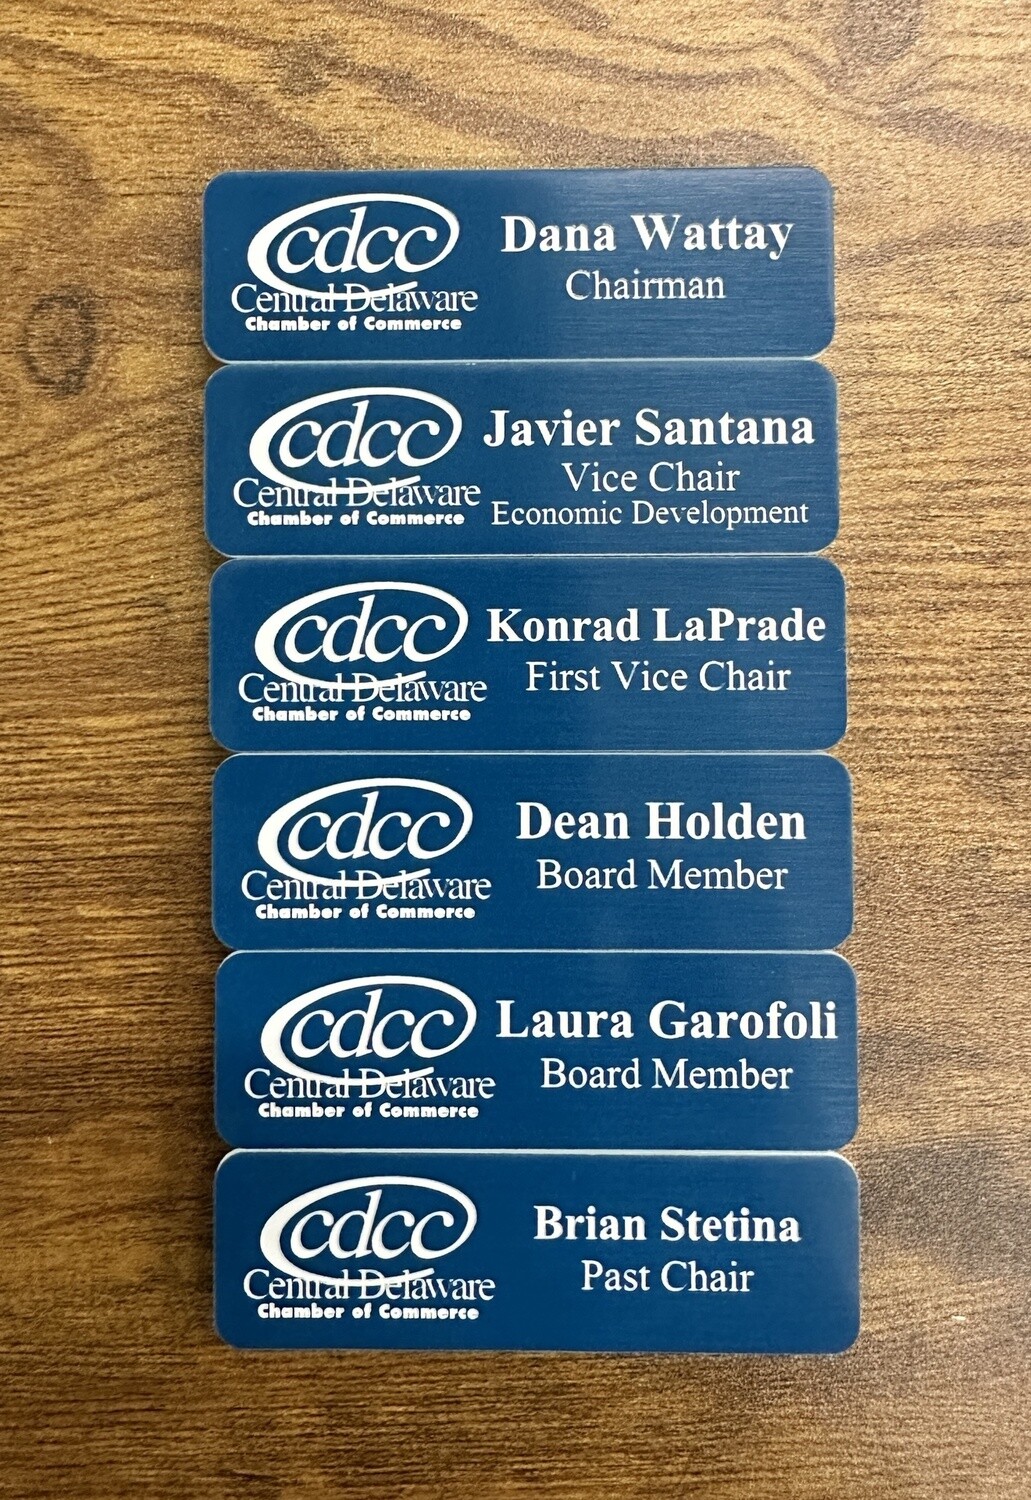 cdcc
Central Delaware
Chamber of Commerce
Dana Wattay
Chairman
cdcc
Central Delaware
Chamber of Commerce
Javier Santana
Vice Chair
Economic Development
cdcc
Central Delaware
Chamber of Commerce
Konrad LaPrade
First Vice Chair
cdcc
Central Delaware
Chamber of Commerce
Dean Holden
Board Member
cdcc
Central Delaware
Chamber of Commerce
Laura Garofoli
Board Member
cdcc
Central Delaware
Chamber of Commerce
Brian Stetina
Past Chair